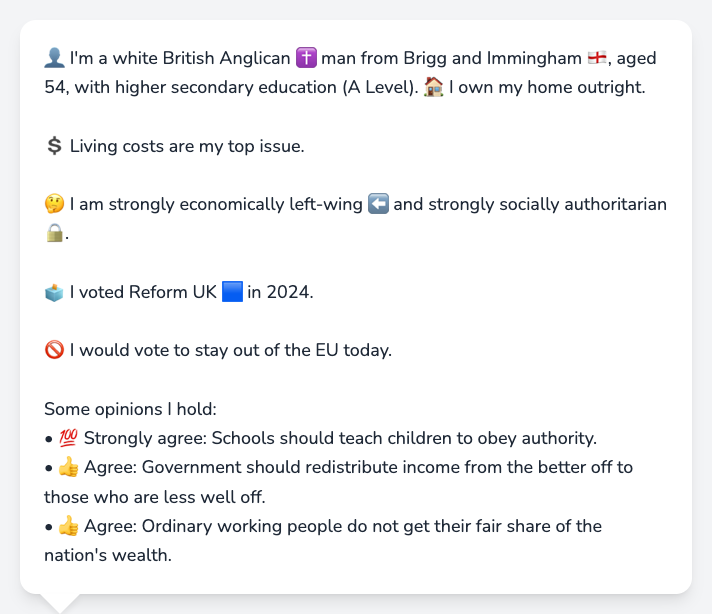 👤 I'm a white British Anglican ✝️ man from Brigg and Immingham 🏴󠁧󠁢󠁥󠁮󠁧󠁿, aged
54, with higher secondary education (A Level). 🏠 I own my home outright.
💲 Living costs are my top issue.
🤔 I am strongly economically left-wing ⬅️ and strongly socially authoritarian
🔒.
🗳️ I voted Reform UK 🟦 in 2024.
🚫 I would vote to stay out of the EU today.
Some opinions I hold:
• 💯 Strongly agree: Schools should teach children to obey authority.
• 👍 Agree: Government should redistribute income from the better off to
those who are less well off.
• 👍 Agree: Ordinary working people do not get their fair share of the
nation's wealth.